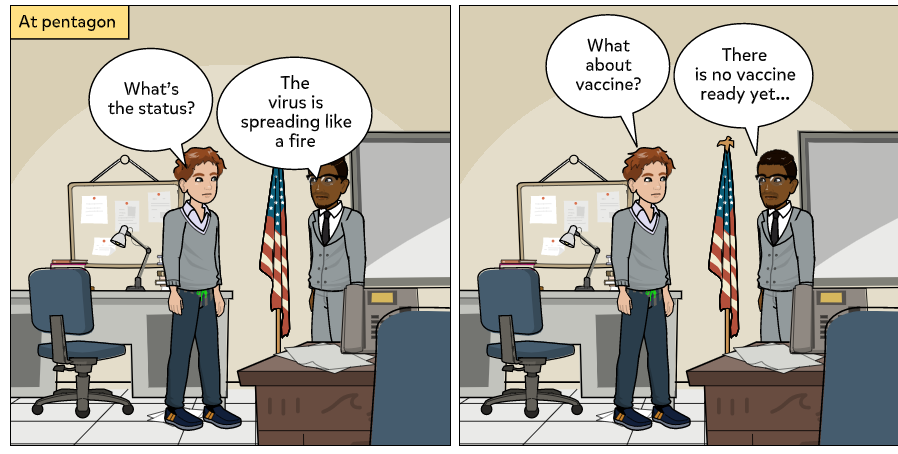 At pentagon
What's
the status?
The
virus is
spreading like
a fire
What
about
vaccine?
There
is no vaccine
ready yet...